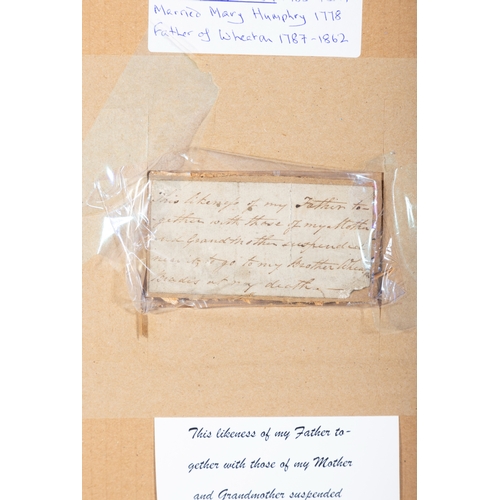 Married Mary Humphry 1778
Father of Wheeton 1787-1862
This likeness of my Father to-
gether with those of my Mother
and Grandmother suspended
to go to my Brother
at my death.
This likeness of my Father to-
gether with those of my Mother
and Grandmother suspended